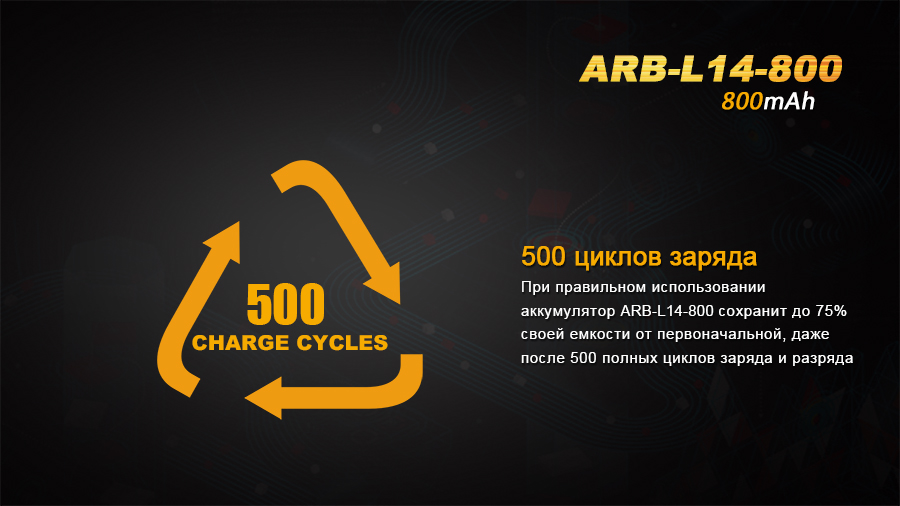 ARB-L14-800
800mAh
500
CHARGE CYCLES
500 циклов заряда
При правильном использовании
аккумулятор ARB-L14-800 сохранит до 75%
своей емкости от первоначальной, даже
после 500 полных циклов заряда и разряда